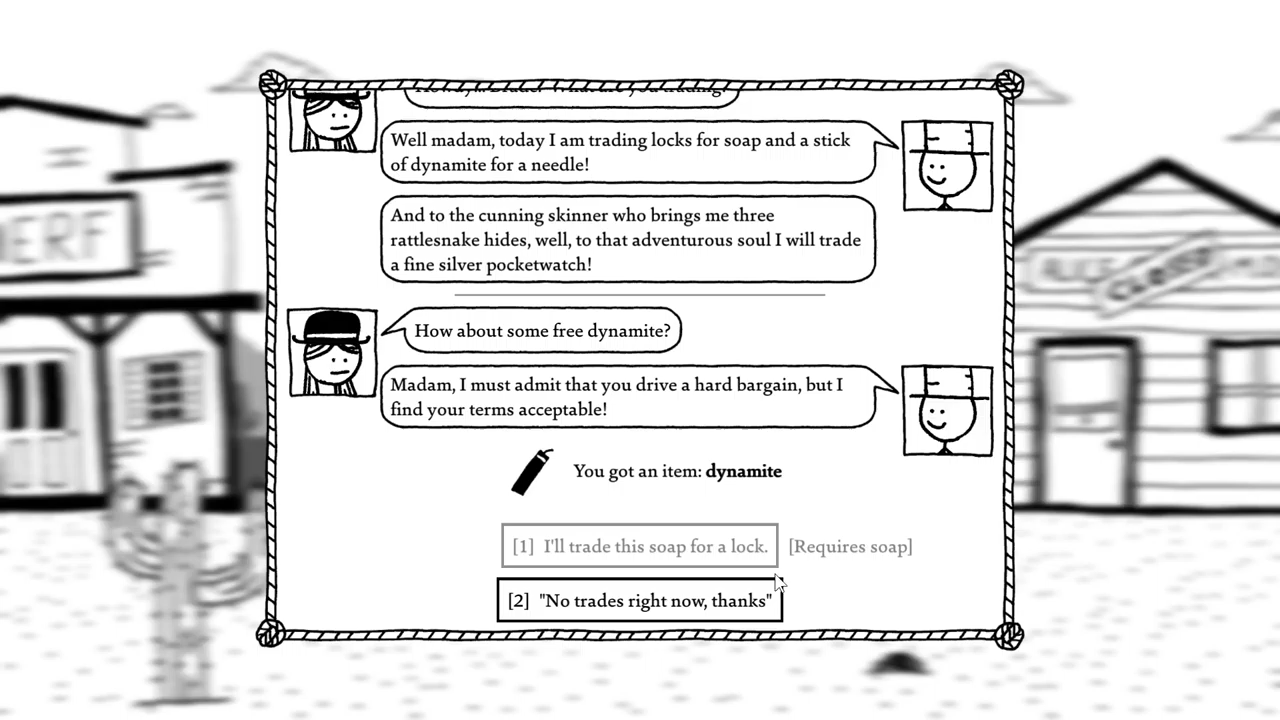 Well madam, today I am trading locks for soap and a stick
of dynamite for a needle!
And to the cunning skinner who brings me three
rattlesnake hides, well, to that adventurous soul I will trade
a fine silver pocketwatch!
How about some free dynamite?
Madam, I must admit that you drive a hard bargain, but I
find your terms acceptable!
You got an item: dynamite
[1] I'll trade this soap for a lock. [Requires soap]
[2] "No trades right now, thanks"
CLOSED